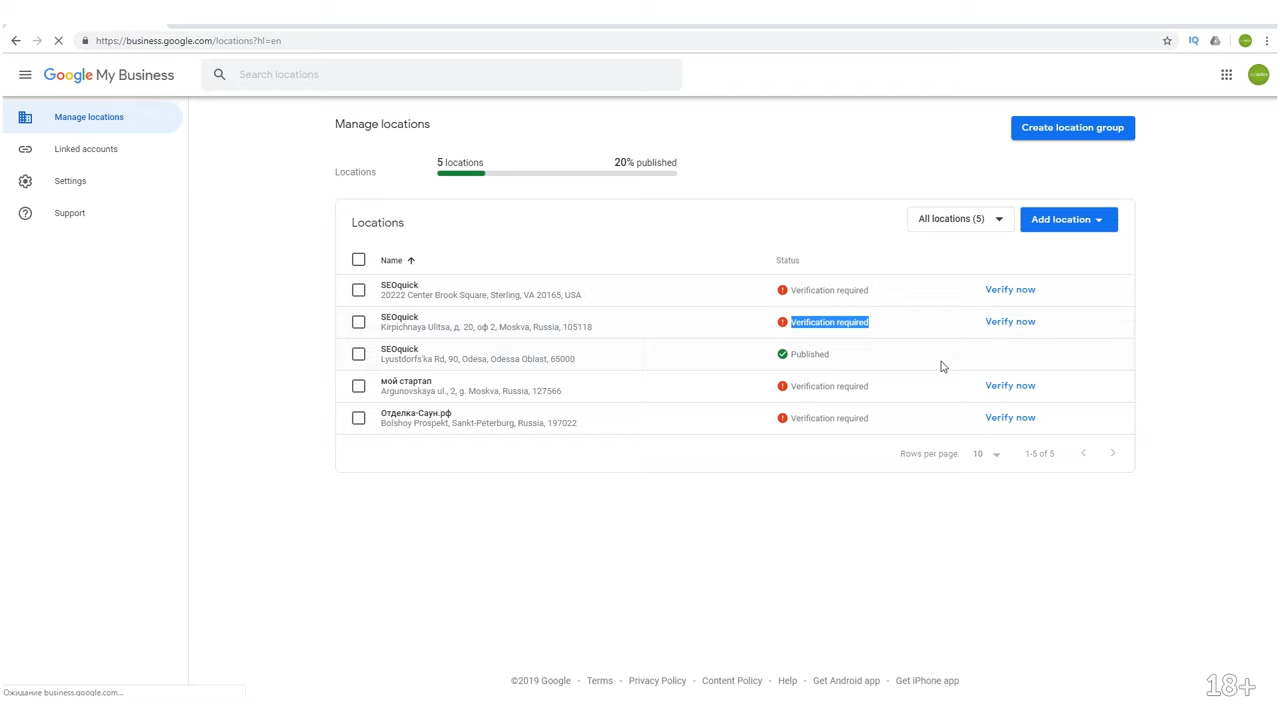 https://business.google.com/locations?hl=en
IQ
Google My Business
Search locations
Manage locations
Linked accounts
Settings
Support
Manage locations
Create location group
Locations
5 locations
20% published
Locations
All locations (5)
Add location
Name
Status
SEOquick
20222 Center Brook Square, Sterling, VA 20165, USA
Verification required
Verify now
SEOquick
Kirpichnaya Ulitsa, д. 20, оф 2, Moskva, Russia, 105118
Verification required
Verify now
SEOquick
Lyustdorfs'ka Rd, 90, Odesa, Odessa Oblast, 65000
Published
мой стартап
Argunovskaya ul., 2, g. Moskva, Russia, 127566
Verification required
Verify now
Отделка-Саун.рф
Bolshoy Prospekt, Sankt-Peterburg, Russia, 197022
Verification required
Verify now
Rows per page: 10 1-5 of 5
©2019 Google - Terms - Privacy Policy - Content Policy - Help - Get Android app - Get iPhone app
Ожидание business.google.com...
18+